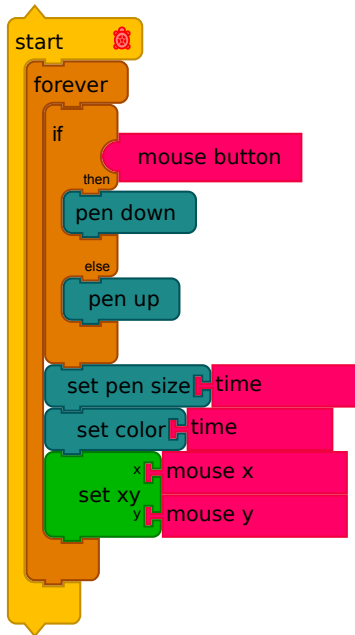 start
forever
if
mouse button
then
pen down
else
pen up
set pen size time
set color time
x mouse x
set xy
y mouse y